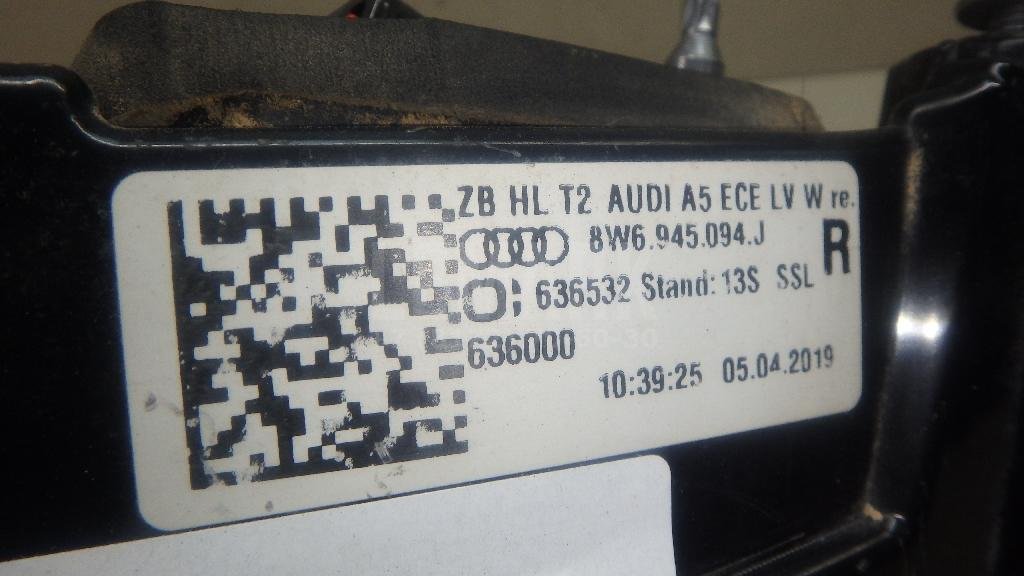 ZB HL T2 AUDI A5 ECE LV W re.
8W6.945.094.J R
636532 Stand: 13S SSL
636000
10:39:25 05.04.2019